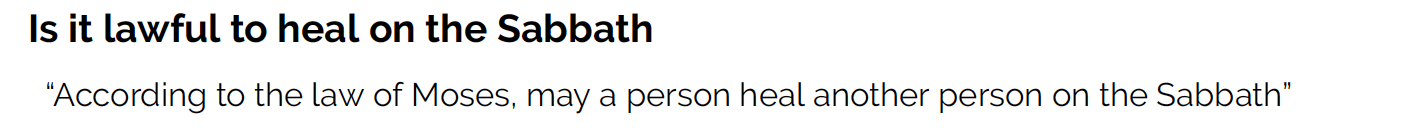 Is it lawful to heal on the Sabbath
“According to the law of Moses, may a person heal another person on the Sabbath”